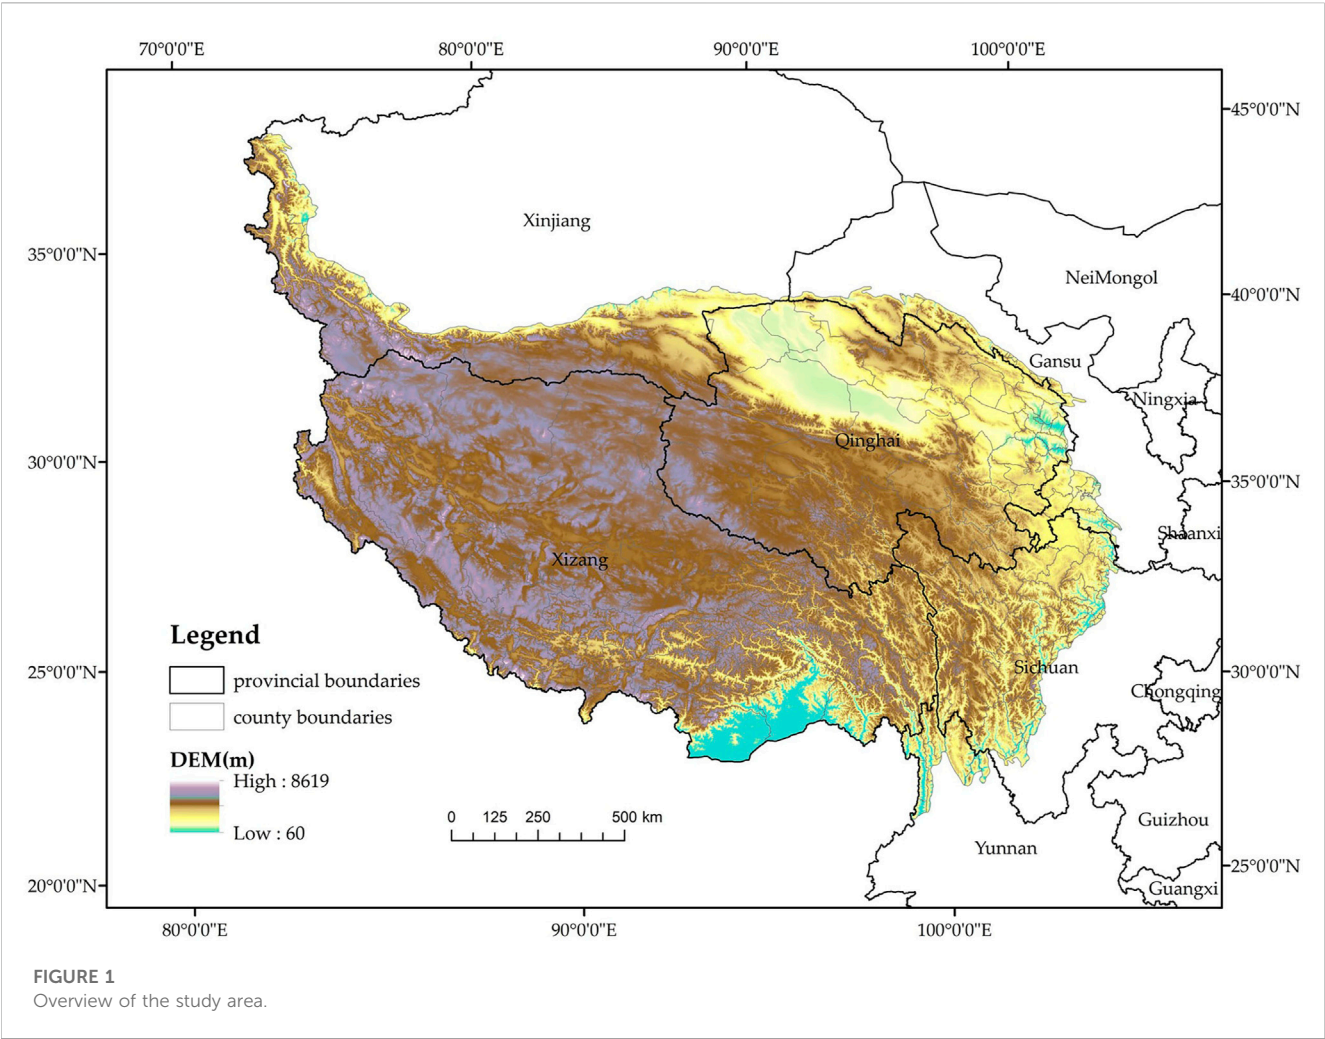 70°0'0"E 80°0'0"E 90°0'0"E 100°0'0"E
45°0'0"N
Xinjiang
35°0'0"N
NeiMongol
40°0'0"N
Gansu
Ningxia
Qinghai
30°0'0"N
35°0'0"N
Shaanxi
Xizang
Legend
provincial boundaries
county boundaries
Sichuan
25°0'0"N
30°0'0"N
Chongqing
DEM(m)
High : 8619
Low : 60
0 125 250 500 km
Guizhou
Yunnan
25°0'0"N
20°0'0"N
Guangxi
80°0'0"E 90°0'0"E 100°0'0"E
FIGURE 1
Overview of the study area.